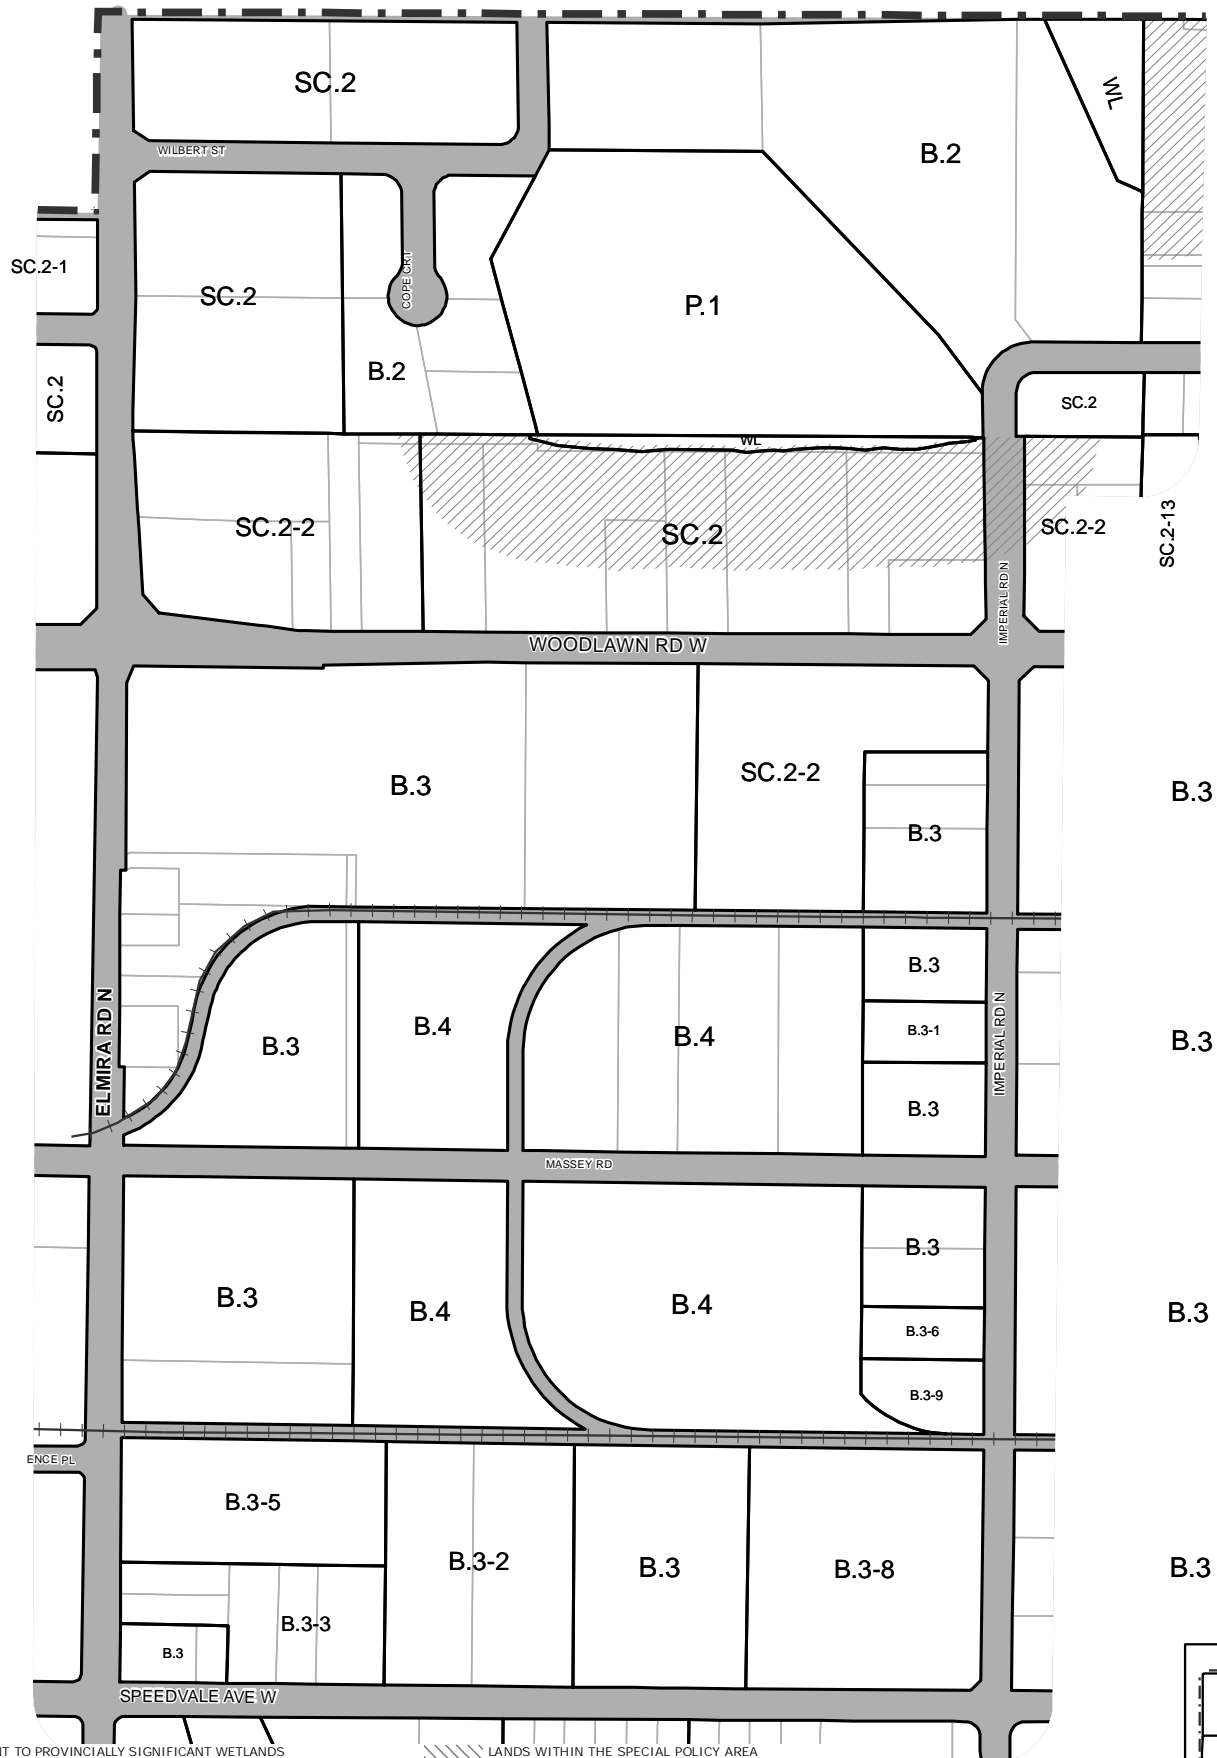 SC.2
WL
WILBERT ST
B.2
SC.2-1
COPE CRT
SC.2
P.1
B.2
SC.2
SC.2
WL
SC.2-2
SC.2
SC.2-2
SC.2-13
IMPERIAL RD N
WOODLAWN RD W
B.3
SC.2-2
B.3
B.3
B.3
B.4
B.4
B.3-1
B.3
B.3
ELMIRA RD N
IMPERIAL RD N
B.3
MASSEY RD
B.3
B.3
B.4
B.4
B.3-6
B.3
B.3-9
ENCE PL
B.3-5
B.3-2
B.3
B.3-8
B.3
B.3-3
B.3
SPEEDVALE AVE W
NT TO PROVINCIALLY SIGNIFICANT WETLANDS
LANDS WITHIN THE SPECIAL POLICY AREA